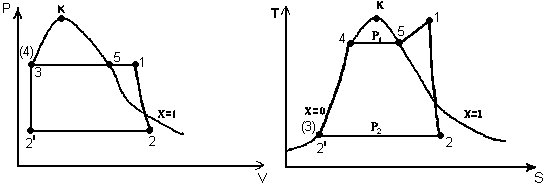 P
K
(4)
3
5
1
X=1
2'
2
V
T
K
4
P₁
5
1
X=0
X=1
(3)
2'
P₂
2
S